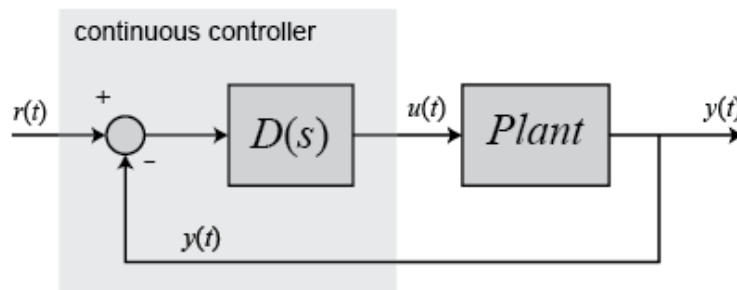 continuous controller
+
r(t)
−
D(s)
u(t)
Plant
y(t)
y(t)